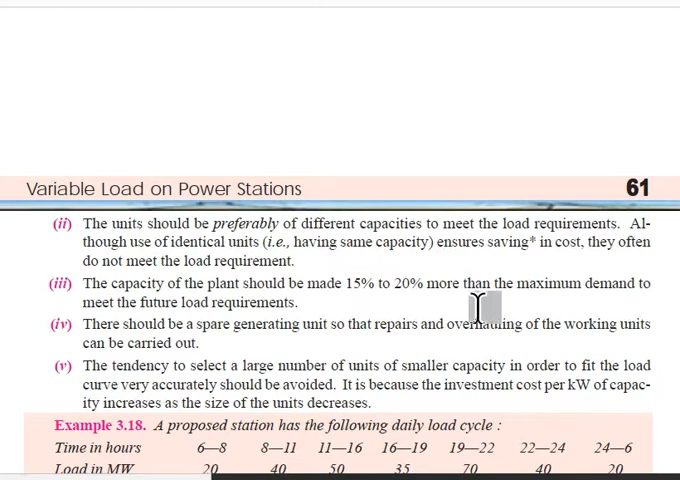 Variable Load on Power Stations 61
(ii) The units should be preferably of different capacities to meet the load requirements. Al-
though use of identical units (i.e., having same capacity) ensures saving* in cost, they often
do not meet the load requirement.
(iii) The capacity of the plant should be made 15% to 20% more than the maximum demand to
meet the future load requirements.
(iv) There should be a spare generating unit so that repairs and overhauling of the working units
can be carried out.
(v) The tendency to select a large number of units of smaller capacity in order to fit the load
curve very accurately should be avoided. It is because the investment cost per kW of capac-
ity increases as the size of the units decreases.
Example 3.18. A proposed station has the following daily load cycle :
Time in hours 6—8 8—11 11—16 16—19 19—22 22—24 24—6
Load in MW 20 40 50 35 70 40 20